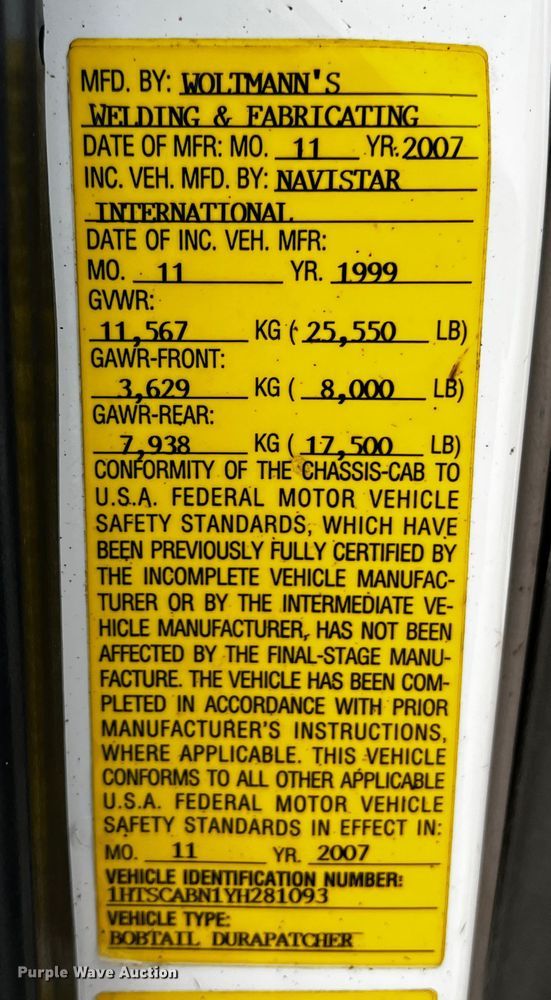 MFD. BY: WOLTMANN'S
WELDING & FABRICATING
DATE OF MFR: MO. 11 YR. 2007
INC. VEH. MFD. BY: NAVISTAR
INTERNATIONAL
DATE OF INC. VEH. MFR:
MO. 11 YR. 1999
GVWR:
11,567 KG ( 25,550 LB)
GAWR-FRONT:
3,629 KG ( 8,000 LB)
GAWR-REAR:
7,938 KG ( 17,500 LB)
CONFORMITY OF THE CHASSIS-CAB TO
U.S.A. FEDERAL MOTOR VEHICLE
SAFETY STANDARDS, WHICH HAVE
BEEN PREVIOUSLY FULLY CERTIFIED BY
THE INCOMPLETE VEHICLE MANUFAC-
TURER OR BY THE INTERMEDIATE VE-
HICLE MANUFACTURER, HAS NOT BEEN
AFFECTED BY THE FINAL-STAGE MANU-
FACTURE. THE VEHICLE HAS BEEN COM-
PLETED IN ACCORDANCE WITH PRIOR
MANUFACTURER'S INSTRUCTIONS,
WHERE APPLICABLE. THIS VEHICLE
CONFORMS TO ALL OTHER APPLICABLE
U.S.A. FEDERAL MOTOR VEHICLE
SAFETY STANDARDS IN EFFECT IN:
MO. 11 YR. 2007
VEHICLE IDENTIFICATION NUMBER:
1HTSCABN1YH281093
VEHICLE TYPE:
BOBTAIL DURAPATCHER
Purple Wave Auction